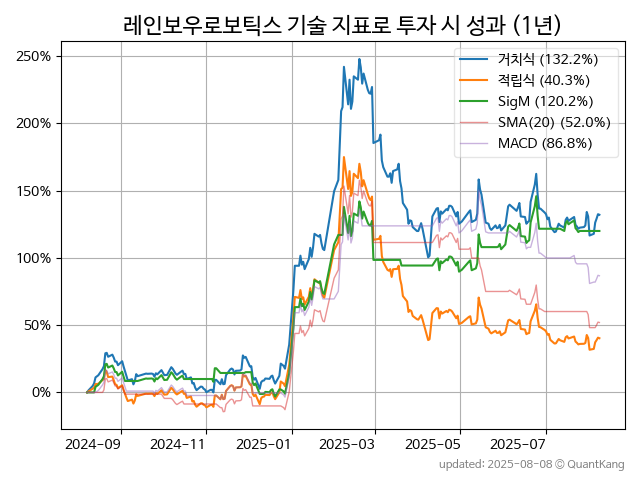 레인보우로보틱스 기술 지표로 투자 시 성과 (1년)
250%
200%
150%
100%
50%
0%
거치식 (132.2%)
적립식 (40.3%)
SigM (120.2%)
SMA(20) (52.0%)
MACD (86.8%)
2024-09
2024-11
2025-01
2025-03
2025-05
2025-07
updated: 2025-08-08 © QuantKang